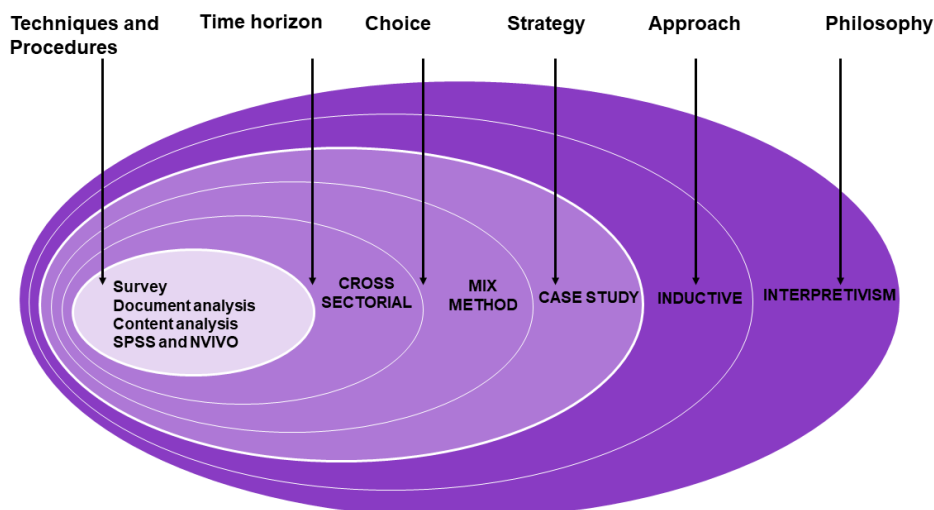 Techniques and
Procedures
Time horizon
Choice
Strategy
Approach
Philosophy
Survey
Document analysis
Content analysis
SPSS and NVIVO
CROSS
SECTORIAL
MIX
METHOD
CASE STUDY
INDUCTIVE
INTERPRETIVISM